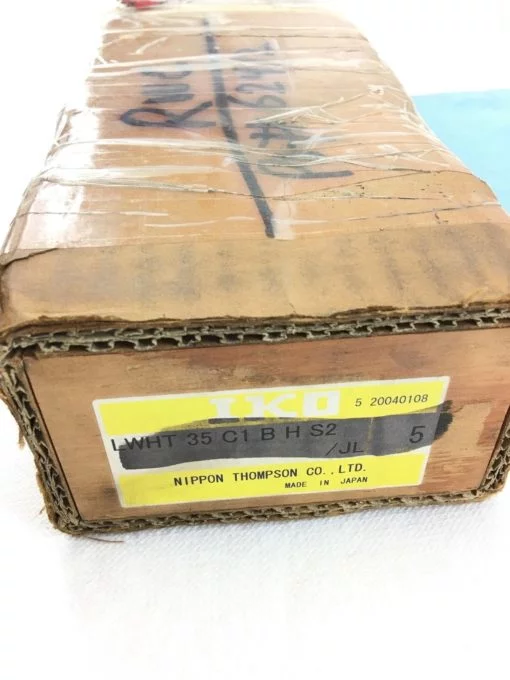 IKO 5 20040108
LWHT 35 C1 B H S2
/JL 5
NIPPON THOMPSON CO.,LTD.
MADE IN JAPAN